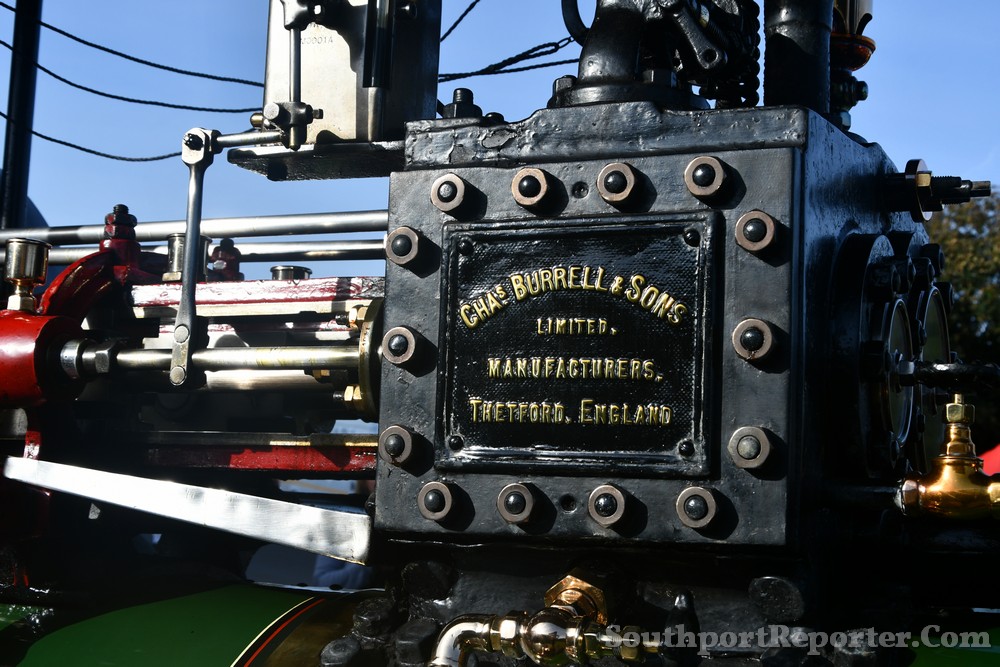 CHAS BURRELL & SONS
LIMITED.
MANUFACTURERS.
THETFORD. ENGLAND
SouthportReporter.Com